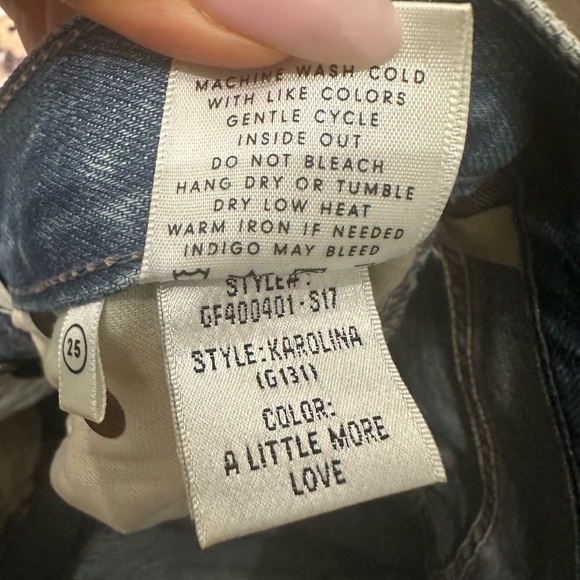 MACHINE WASH COLD
WITH LIKE COLORS
GENTLE CYCLE
INSIDE OUT
DO NOT BLEACH
HANG DRY OR TUMBLE
DRY LOW HEAT
WARM IRON IF NEEDED
INDIGO MAY BLEED
STYLE#:
GF400401-S17
STYLE:KAROLINA
(G131)
COLOR:
A LITTLE MORE
LOVE
25